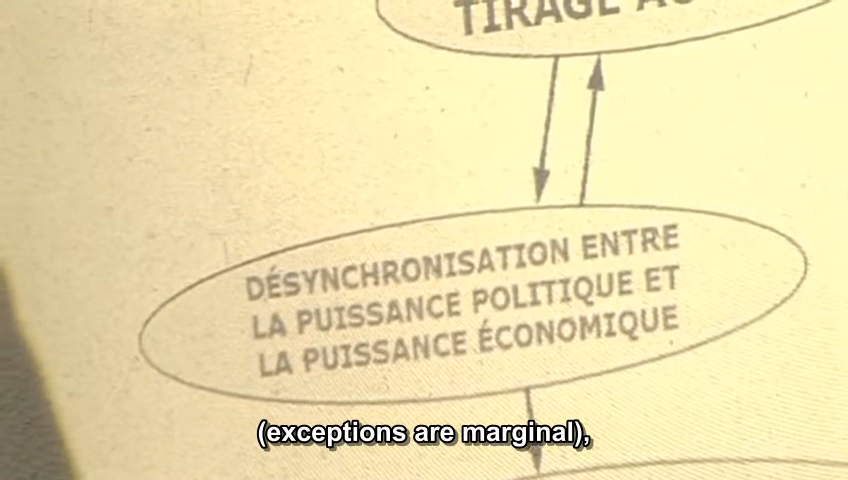 TIRAGE
DÉSYNCHRONISATION ENTRE
LA PUISSANCE POLITIQUE ET
LA PUISSANCE ÉCONOMIQUE
(exceptions are marginal),